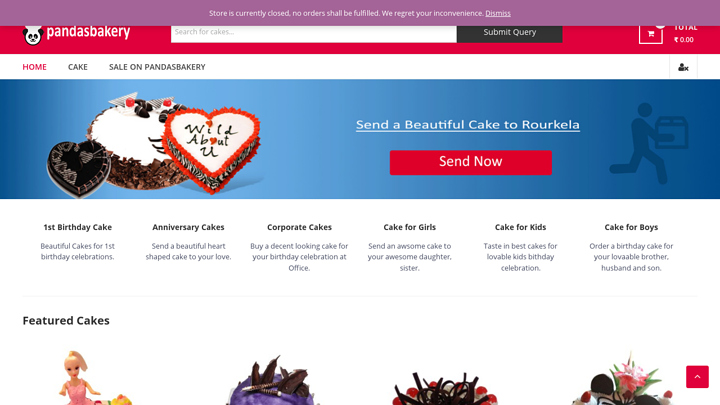 Store is currently closed, no orders shall be fulfilled. We regret your inconvenience. Dismiss
pandasbakery
Search for cakes...
Submit Query
TOTAL
₹ 0.00
HOME
CAKE
SALE ON PANDASBAKERY
Wild
About
U
Send a Beautiful Cake to Rourkela
Send Now
1st Birthday Cake
Beautiful Cakes for 1st
birthday celebrations.
Anniversary Cakes
Send a beautiful heart
shaped cake to your love.
Corporate Cakes
Buy a decent looking cake for
your birthday celebration at
Office.
Cake for Girls
Send an awsome cake to
your awesome daughter,
sister.
Cake for Kids
Taste in best cakes for
lovable kids bithday
celebration.
Cake for Boys
Order a birthday cake for
your lovaable brother,
husband and son.
Featured Cakes